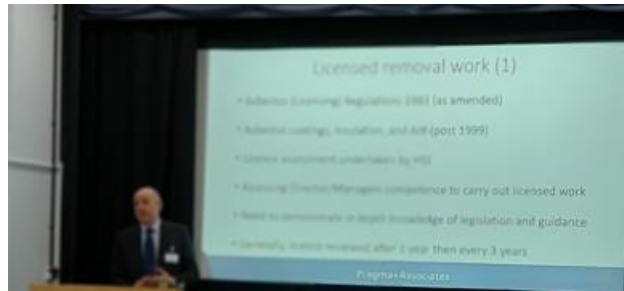 Licensed removal work (1)
• Asbestos (Licensing) Regulations 1983 (as amended)
• Asbestos coatings, insulation, and AIB (post 1999)
• Licence assessment undertaken by HSE
• Assessing Director/Managers competence to carry out licensed work
• Need to demonstrate in depth knowledge of legislation and guidance
• Generally, licence reviewed after 1 year then every 3 years
Pragma Associates